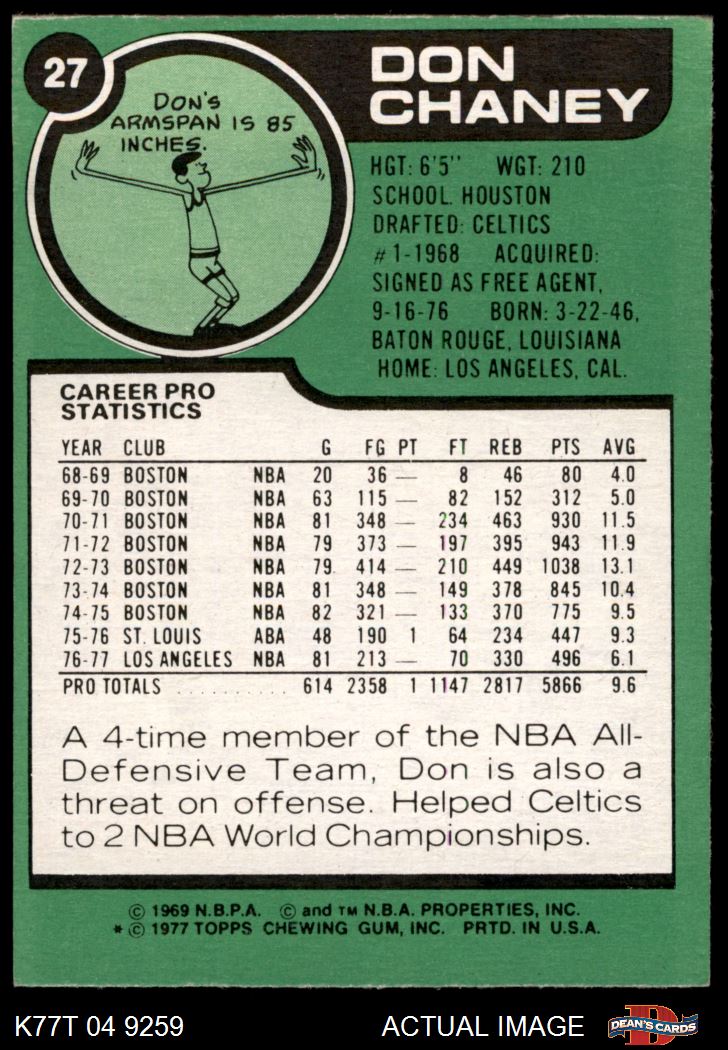 27
DON'S
ARMSPAN IS 85
INCHES.
DON
CHANEY
HGT: 6'5'' WGT: 210
SCHOOL. HOUSTON
DRAFTED: CELTICS
#1-1968 ACQUIRED:
SIGNED AS FREE AGENT,
9-16-76 BORN: 3-22-46,
BATON ROUGE, LOUISIANA
HOME: LOS ANGELES, CAL.
CAREER PRO
STATISTICS
YEAR CLUB G FG PT FT REB PTS AVG
68-69 BOSTON NBA 20 36 — 8 46 80 4.0
69-70 BOSTON NBA 63 115 — 82 152 312 5.0
70-71 BOSTON NBA 81 348 — 234 463 930 11.5
71-72 BOSTON NBA 79 373 — 197 395 943 11.9
72-73 BOSTON NBA 79 414 — 210 449 1038 13.1
73-74 BOSTON NBA 81 348 — 149 378 845 10.4
74-75 BOSTON NBA 82 321 — 133 370 775 9.5
75-76 ST. LOUIS ABA 48 190 1 64 234 447 9.3
76-77 LOS ANGELES NBA 81 213 — 70 330 496 6.1
PRO TOTALS .......... 614 2358 1 1147 2817 5866 9.6
A 4-time member of the NBA All-
Defensive Team, Don is also a
threat on offense. Helped Celtics
to 2 NBA World Championships.
© 1969 N.B.P.A. © and TM N.B.A. PROPERTIES, INC.
* © 1977 TOPPS CHEWING GUM, INC. PRTD. IN U.S.A.
K77T 04 9259 ACTUAL IMAGE D DEAN'S CARDS